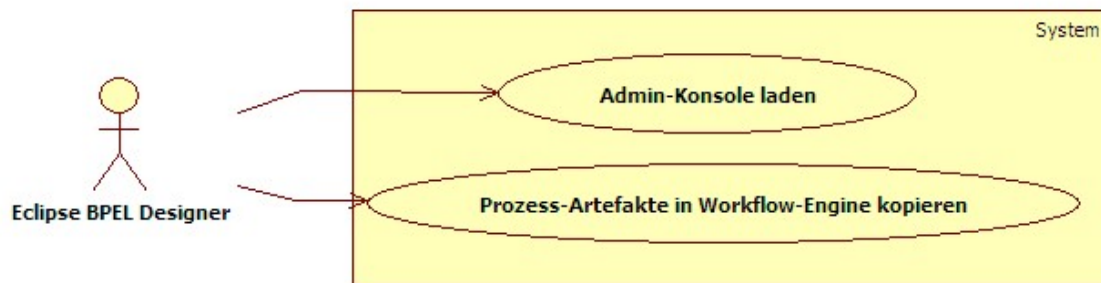 System
Admin-Konsole laden
Eclipse BPEL Designer
Prozess-Artefakte in Workflow-Engine kopieren